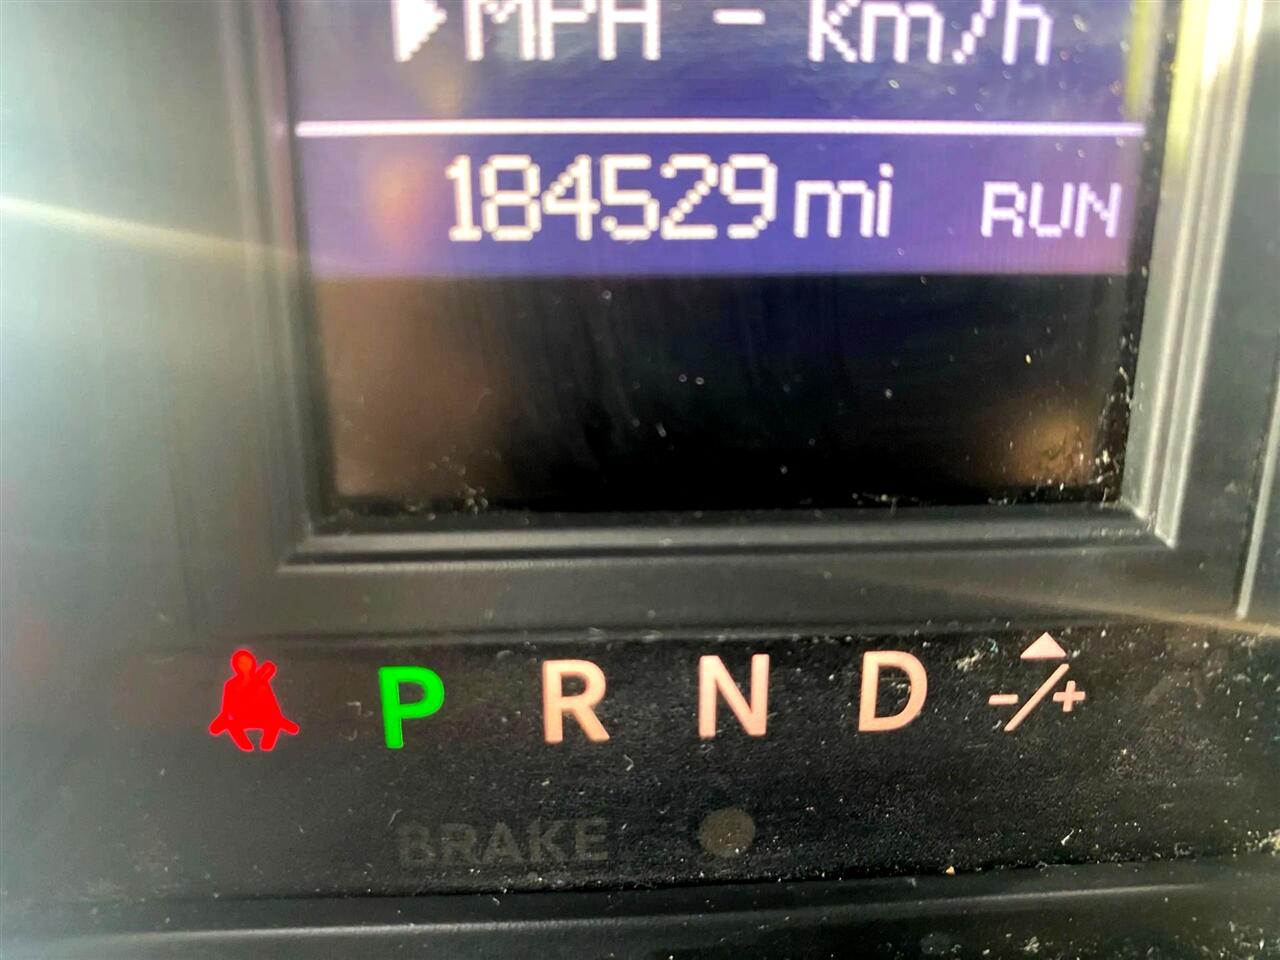 MPH - km/h
184529 mi RUN
P R N D -/+
BRAKE